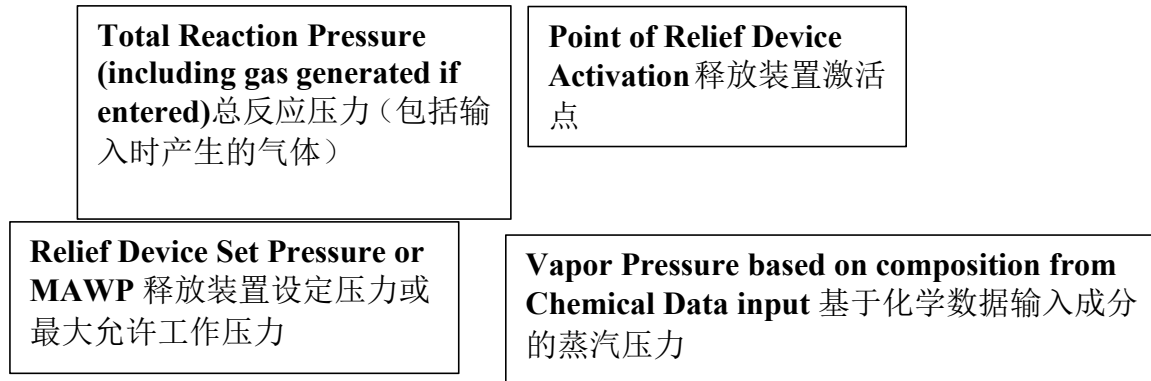 Total Reaction Pressure
(including gas generated if
entered)总反应压力（包括输
入时产生的气体）
Point of Relief Device
Activation 释放装置激活
点
Relief Device Set Pressure or
MAWP 释放装置设定压力或
最大允许工作压力
Vapor Pressure based on composition from
Chemical Data input 基于化学数据输入成分
的蒸汽压力